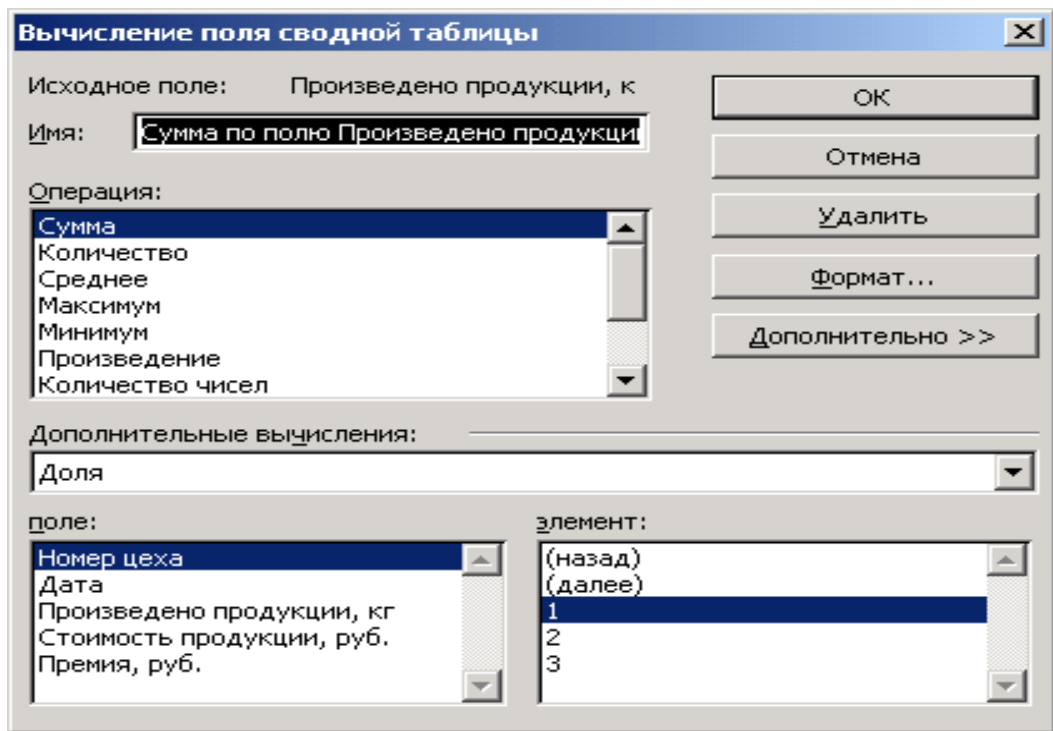 Вычисление поля сводной таблицы
Исходное поле: Произведено продукции, к
Имя: Сумма по полю Произведено продукци
Операция:
Сумма
Количество
Среднее
Максимум
Минимум
Произведение
Количество чисел
ОК
Отмена
Удалить
Формат...
Дополнительно >>
Дополнительные вычисления:
Доля
поле:
Номер цеха
Дата
Произведено продукции, кг
Стоимость продукции, руб.
Премия, руб.
элемент:
(назад)
(далее)
1
2
3